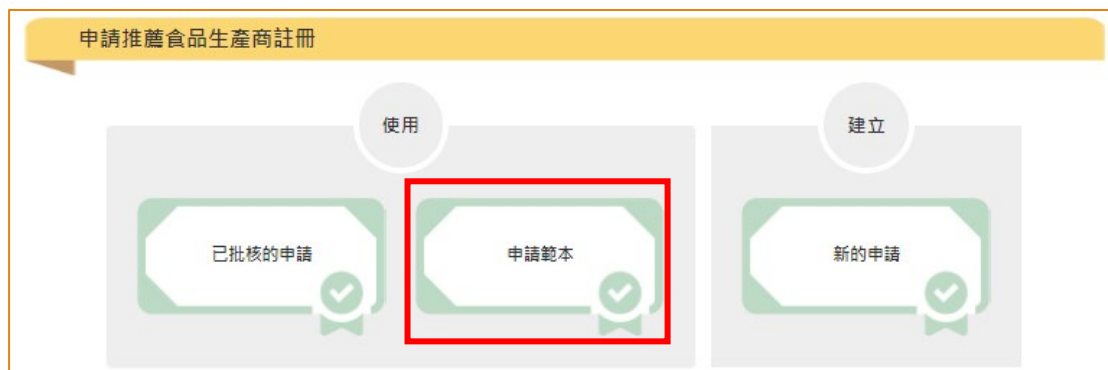 申請推薦食品生產商註冊
使用
建立
已批核的申請
申請範本
新的申請